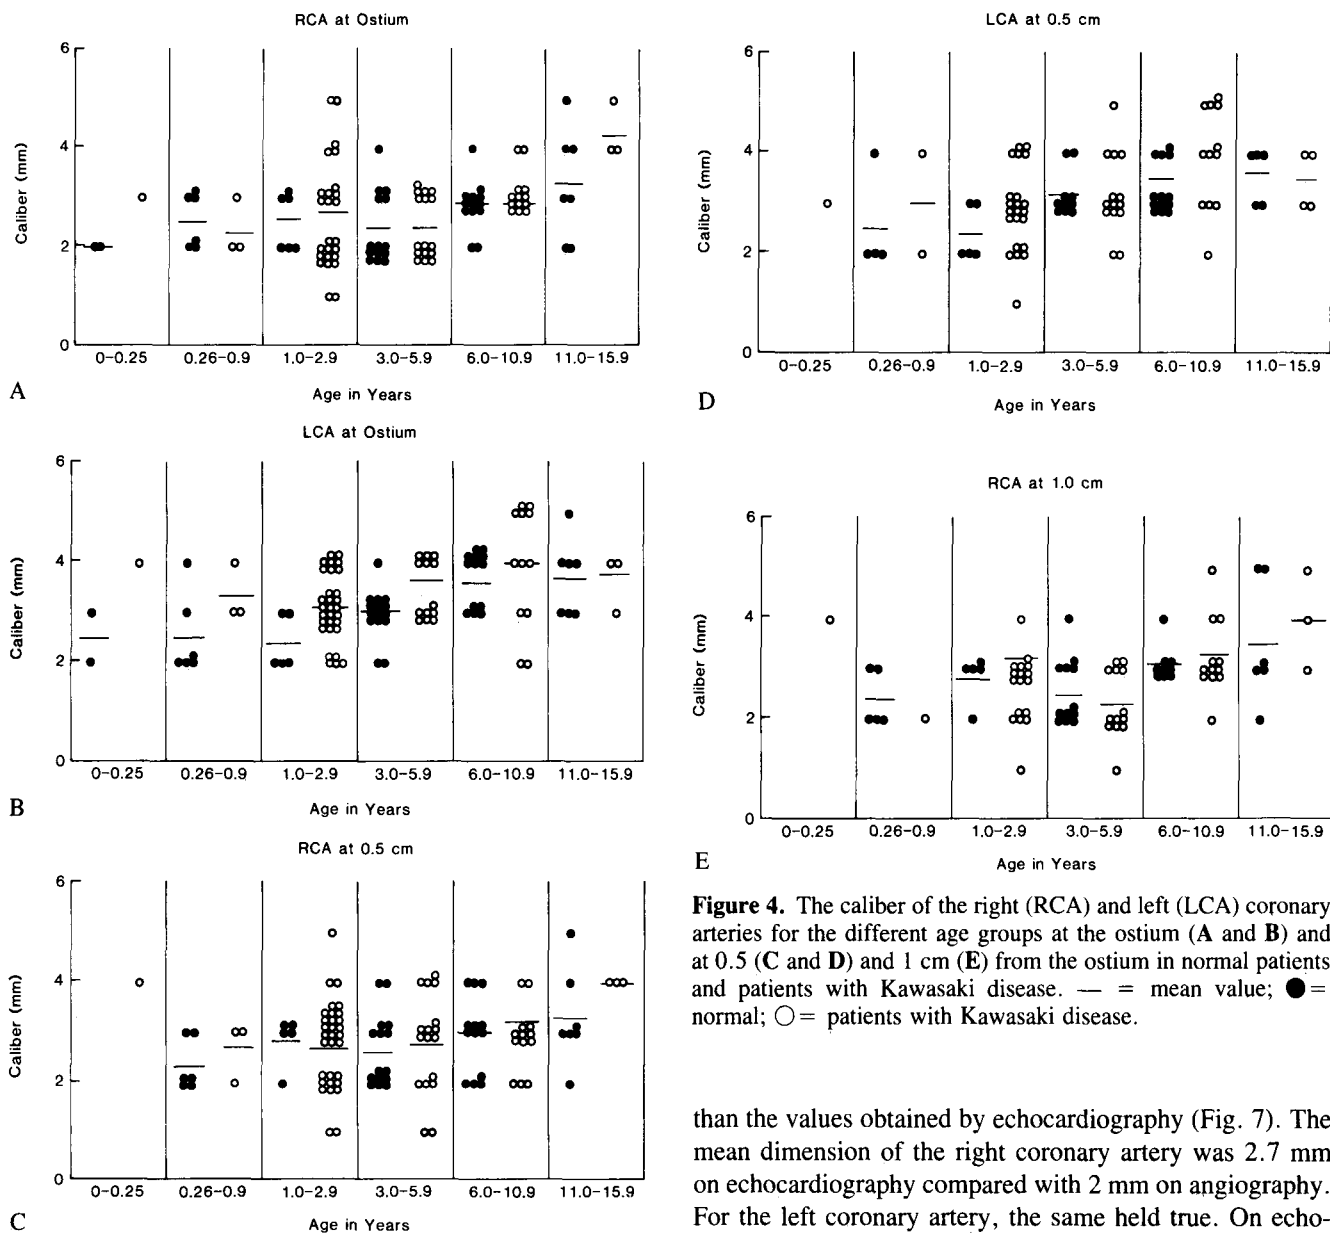 RCA at Ostium
6
4
2
0
Caliber (mm)
0–0.25 0.26–0.9 1.0–2.9 3.0–5.9 6.0–10.9 11.0–15.9
Age in Years
A
LCA at Ostium
6
4
2
0
Caliber (mm)
0–0.25 0.26–0.9 1.0–2.9 3.0–5.9 6.0–10.9 11.0–15.9
Age in Years
B
RCA at 0.5 cm
6
4
2
0
Caliber (mm)
0–0.25 0.26–0.9 1.0–2.9 3.0–5.9 6.0–10.9 11.0–15.9
Age in Years
C
LCA at 0.5 cm
6
4
2
0
Caliber (mm)
0–0.25 0.26–0.9 1.0–2.9 3.0–5.9 6.0–10.9 11.0–15.9
Age in Years
D
RCA at 1.0 cm
6
4
2
0
Caliber (mm)
0–0.25 0.26–0.9 1.0–2.9 3.0–5.9 6.0–10.9 11.0–15.9
Age in Years
E
Figure 4. The caliber of the right (RCA) and left (LCA) coronary
arteries for the different age groups at the ostium (A and B) and
at 0.5 (C and D) and 1 cm (E) from the ostium in normal patients
and patients with Kawasaki disease. — = mean value; ● =
normal; ○ = patients with Kawasaki disease.
than the values obtained by echocardiography (Fig. 7). The
mean dimension of the right coronary artery was 2.7 mm
on echocardiography compared with 2 mm on angiography.
For the left coronary artery, the same held true. On echo-